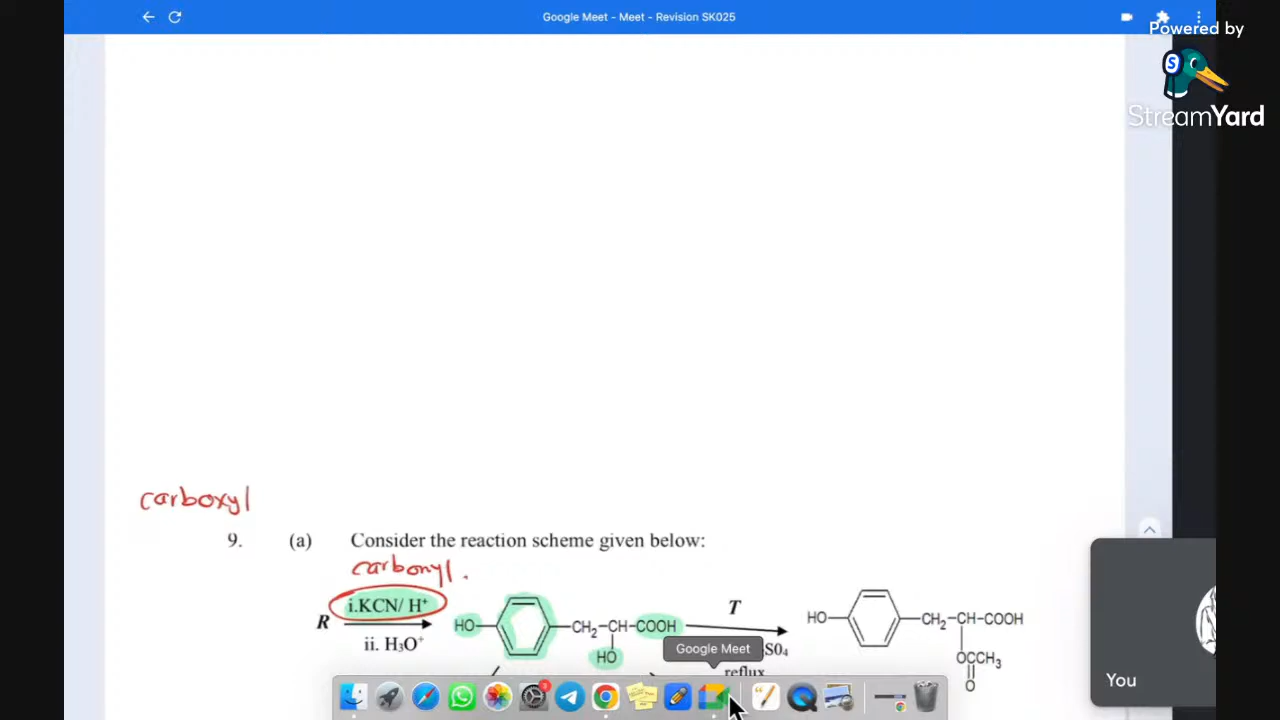 Google Meet - Meet - Revision SK025
Powered by
StreamYard
carboxyl
9. (a) Consider the reaction scheme given below:
carbonyl.
R i.KCN/ H⁺
ii. H₃O⁺
HO CH₂-CH-COOH
HO
T
SO₄
reflux
HO CH₂-CH-COOH
OCCH₃
O
Google Meet
You